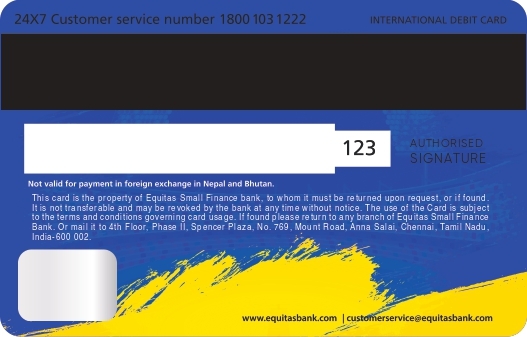 24X7 Customer service number 1800 103 1222
INTERNATIONAL DEBIT CARD
123
AUTHORISED
SIGNATURE
Not valid for payment in foreign exchange in Nepal and Bhutan.
This card is the property of Equitas Small Finance bank, to whom it must be returned upon request, or if found.
It is not transferable and may be revoked by the bank at any time without notice. The use of the Card is subject
to the terms and conditions governing card usage. If found please return to any branch of Equitas Small Finance
Bank. Or mail it to 4th Floor, Phase II, Spencer Plaza, No. 769, Mount Road, Anna Salai, Chennai, Tamil Nadu,
India-600 002.
www.equitasbank.com | customerservice@equitasbank.com